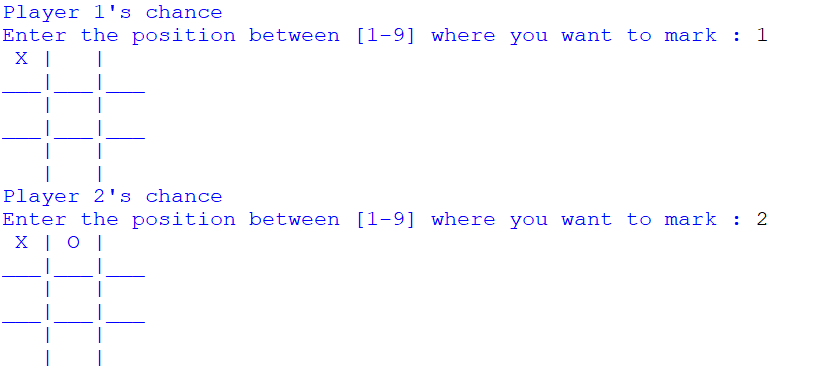 Player 1's chance
Enter the position between [1-9] where you want to mark : 1
 X |   |
___|___|___
   |   |
___|___|___
   |   |
   |   |
Player 2's chance
Enter the position between [1-9] where you want to mark : 2
 X | O |
___|___|___
   |   |
___|___|___
   |   |
   |   |